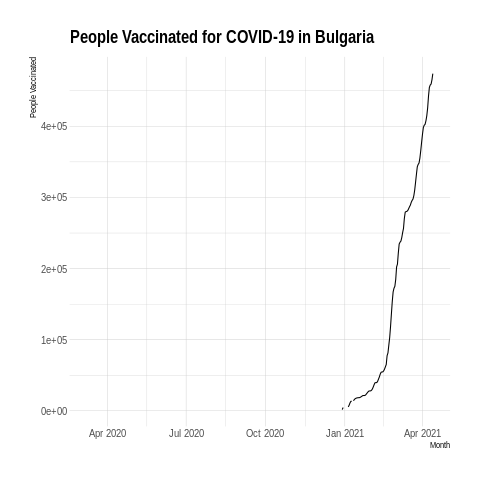 People Vaccinated for COVID-19 in Bulgaria
People Vaccinated
4e+05
3e+05
2e+05
1e+05
0e+00
Apr 2020
Jul 2020
Oct 2020
Jan 2021
Apr 2021
Month